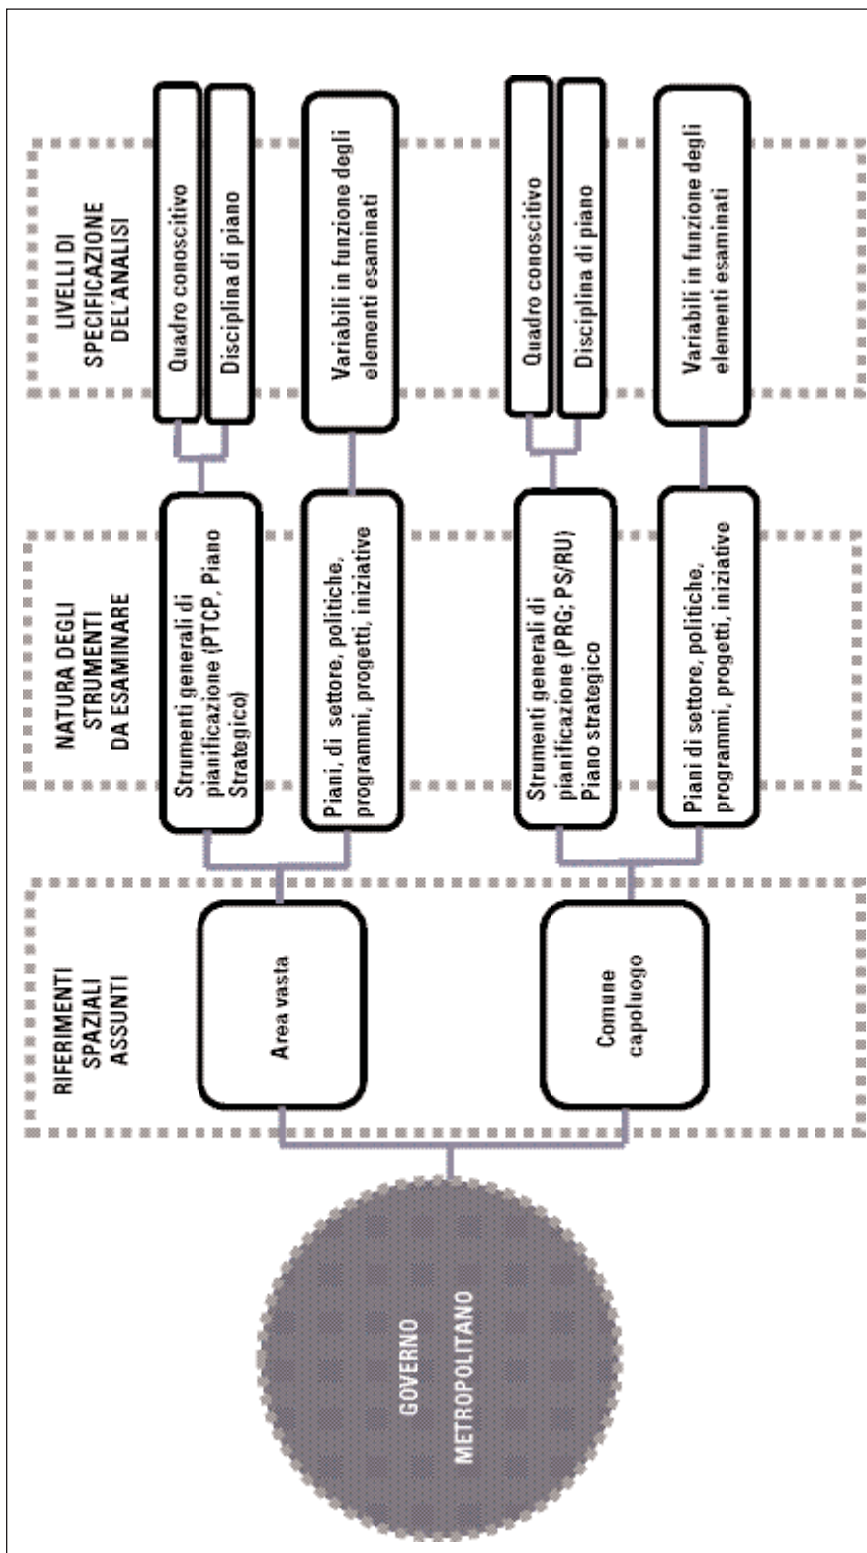 GOVERNO
METROPOLITANO
RIFERIMENTI
SPAZIALI
ASSUNTI
Area vasta
Comune
capoluogo
NATURA DEGLI
STRUMENTI
DA ESAMINARE
Strumenti generali di
pianificazione (PTCP, Piano
Strategico)
Piani, di settore, politiche,
programmi, progetti, iniziative
Strumenti generali di
pianificazione (PRG; PS/RU)
Piano strategico
Piani di settore, politiche,
programmi, progetti, iniziative
LIVELLI DI
SPECIFICAZIONE
DEL'ANALISI
Quadro conoscitivo
Disciplina di piano
Variabili in funzione degli
elementi esaminati
Quadro conoscitivo
Disciplina di piano
Variabili in funzione degli
elementi esaminati